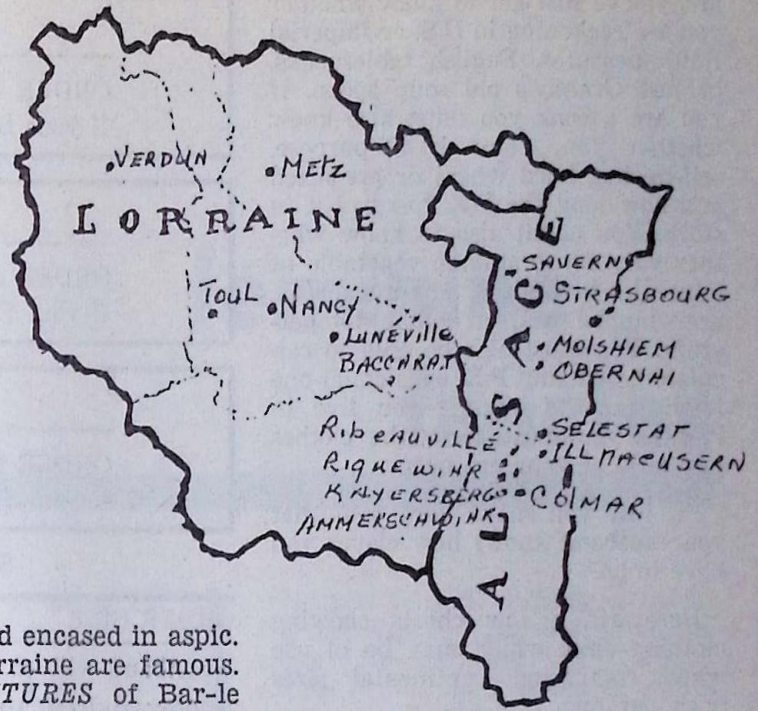 VERDUN
METZ
LORRAINE
TOUL
NANCY
LUNÉVILLE
BACCARAT
ALSACE
SAVERNE
STRASBOURG
MOLSHIEM
OBERNAI
SELESTAT
ILLHAEUSERN
RIBEAUVILLÉ
RIQUEWIHR
KAYERSBERG
AMMERSCHWIHR
COLMAR
d encased in aspic.
rraine are famous.
TURES of Bar-le